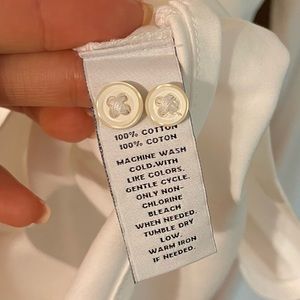 100% COTTON
100% COTON
MACHINE WASH
COLD.WITH
LIKE COLORS.
GENTLE CYCLE.
ONLY NON-
CHLORINE
BLEACH
WHEN NEEDED.
TUMBLE DRY
LOW.
WARM IRON
IF NEEDED.